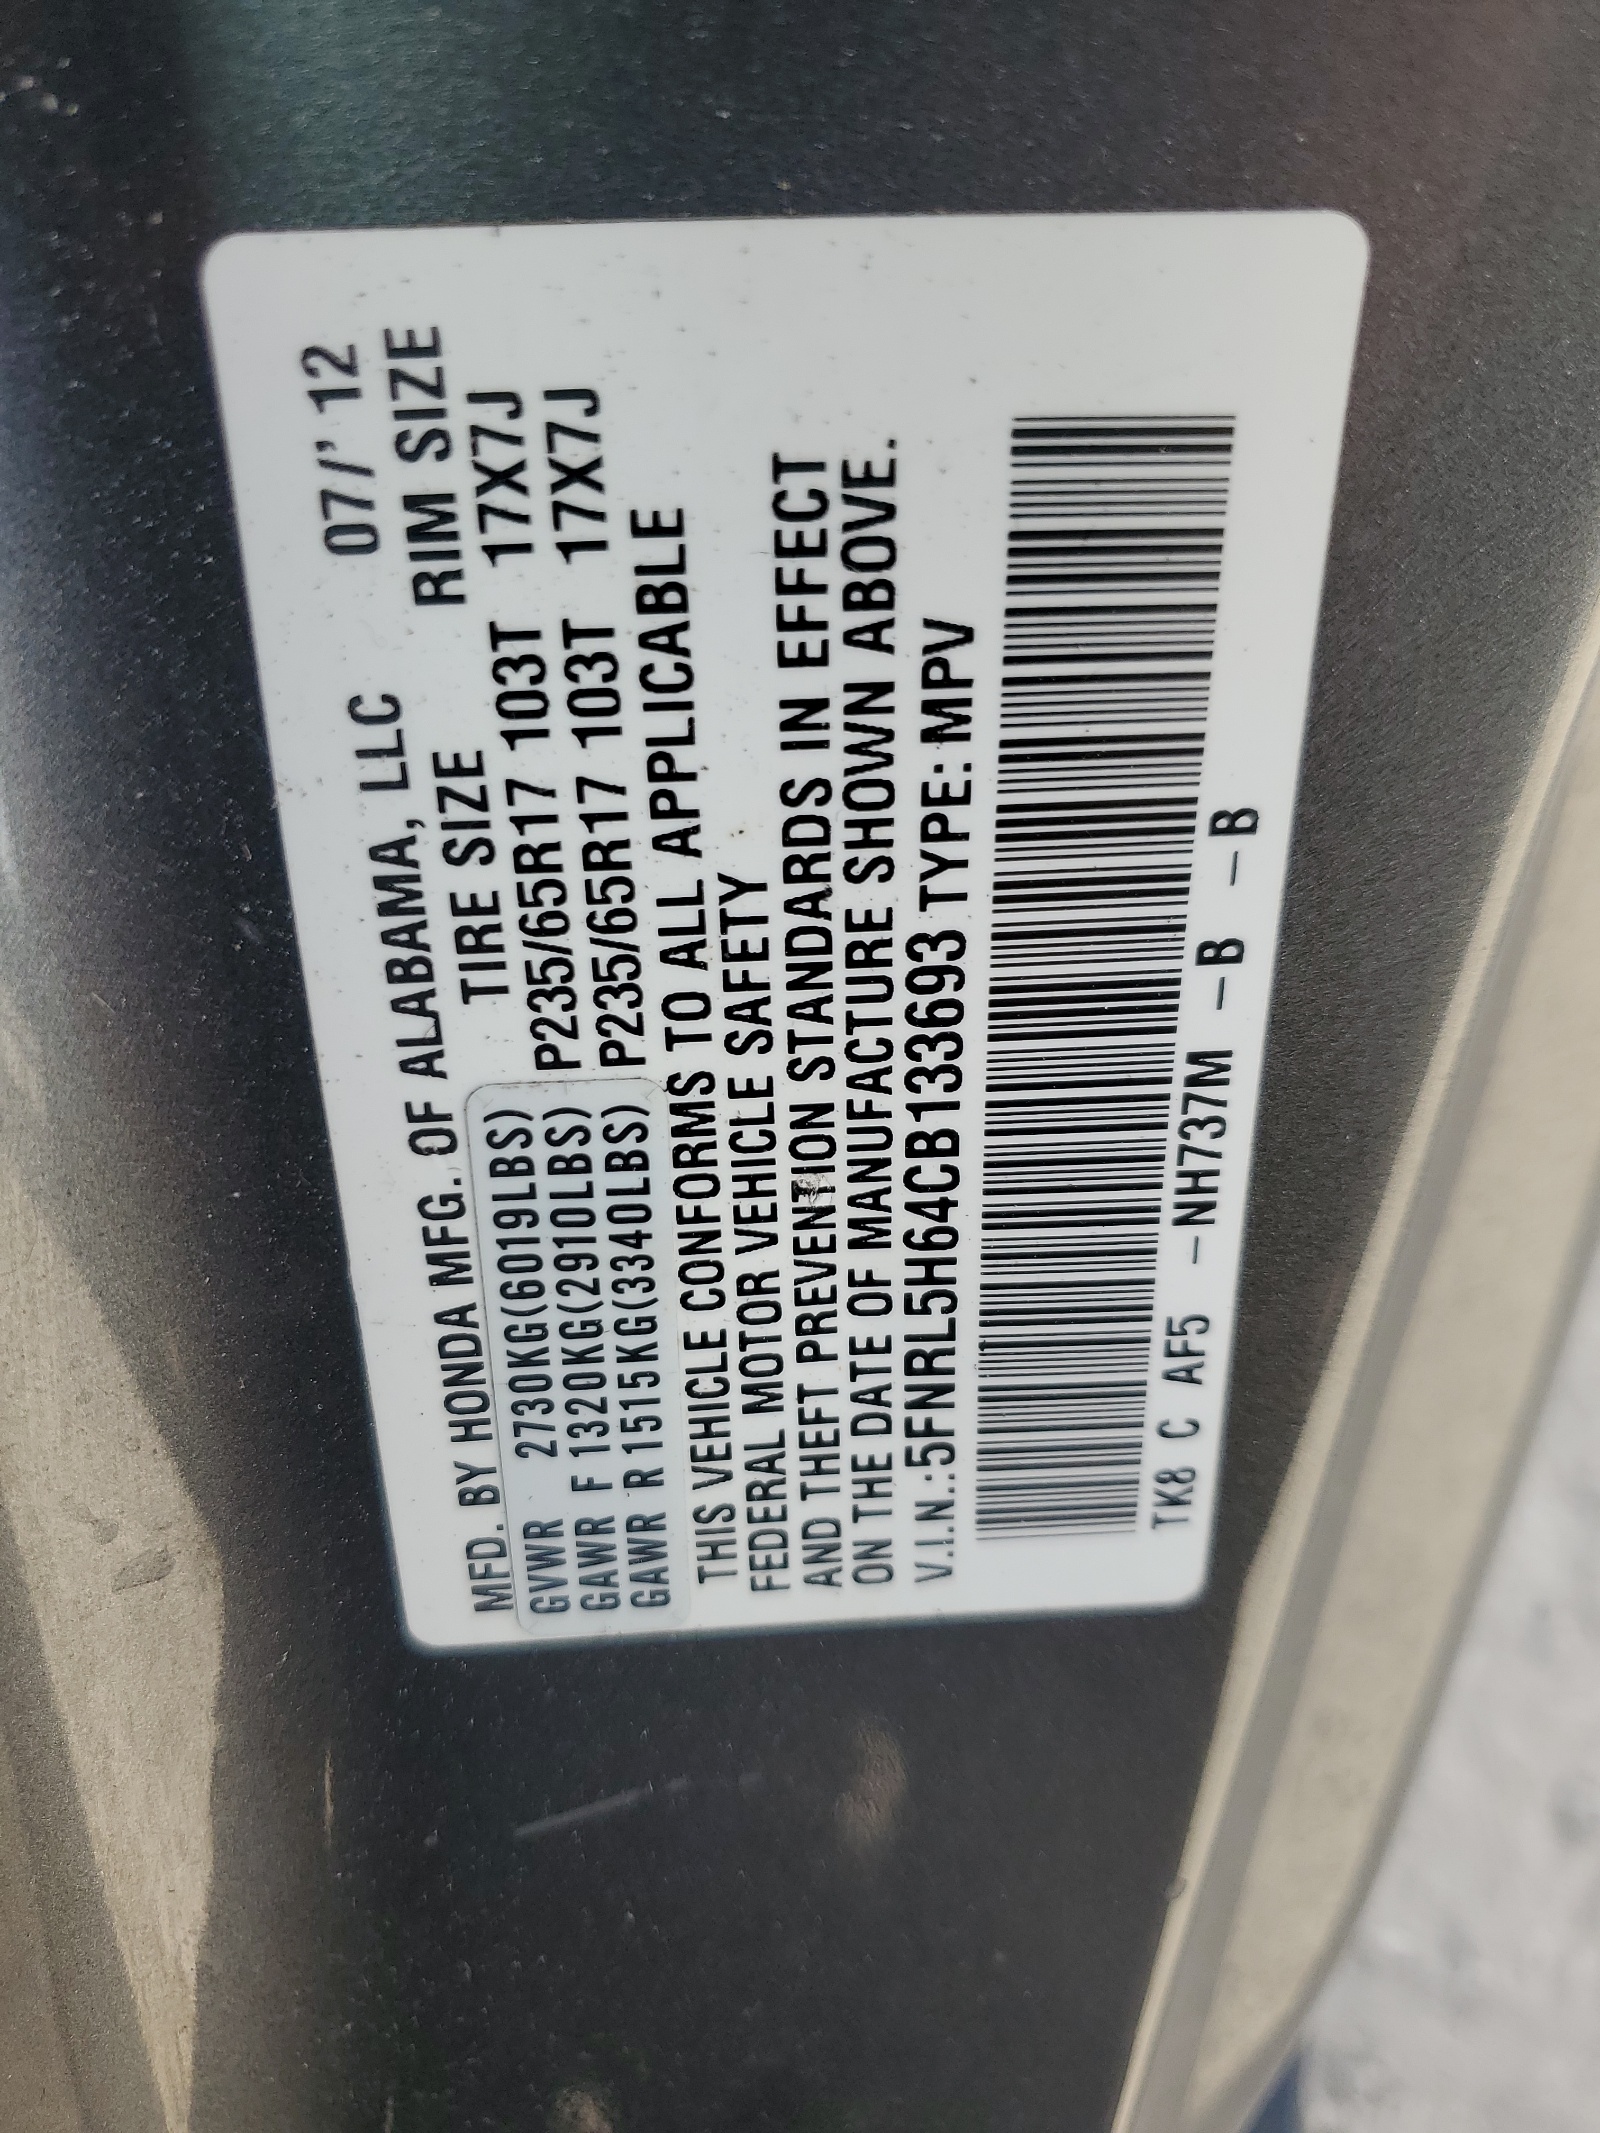 MFD. BY HONDA MFG. OF ALABAMA, LLC 07/'12
TIRE SIZE RIM SIZE
GVWR 2730KG(6019LBS)
GAWR F 1320KG(2910LBS) P235/65R17 103T 17X7J
GAWR R 1515KG(3340LBS) P235/65R17 103T 17X7J
THIS VEHICLE CONFORMS TO ALL APPLICABLE
FEDERAL MOTOR VEHICLE SAFETY
AND THEFT PREVENTION STANDARDS IN EFFECT
ON THE DATE OF MANUFACTURE SHOWN ABOVE.
V.I.N.:5FNRL5H64CB133693 TYPE: MPV
TK8 C AF5 –NH737M –B –B